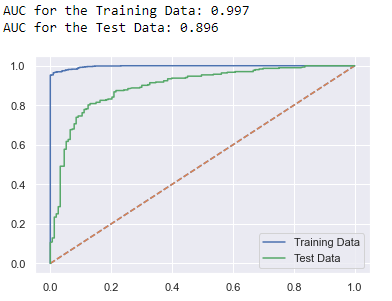 AUC for the Training Data: 0.997
AUC for the Test Data: 0.896
1.0
0.8
0.6
0.4
0.2
0.0
Training Data
Test Data
0.0 0.2 0.4 0.6 0.8 1.0